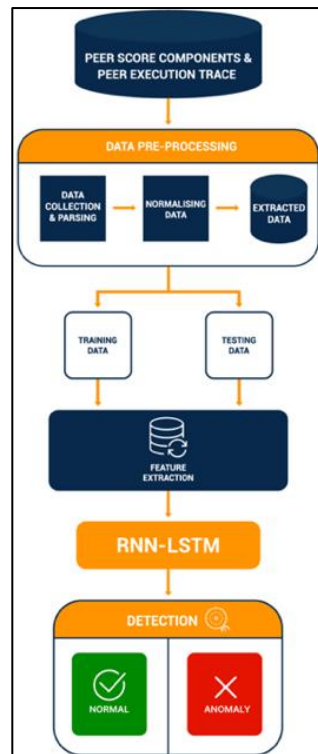 PEER SCORE COMPONENTS &
PEER EXECUTION TRACE
DATA PRE-PROCESSING
DATA
COLLECTION
& PARSING
NORMALISING
DATA
EXTRACTED
DATA
TRAINING
DATA
TESTING
DATA
FEATURE
EXTRACTION
RNN-LSTM
DETECTION
NORMAL
ANOMALY